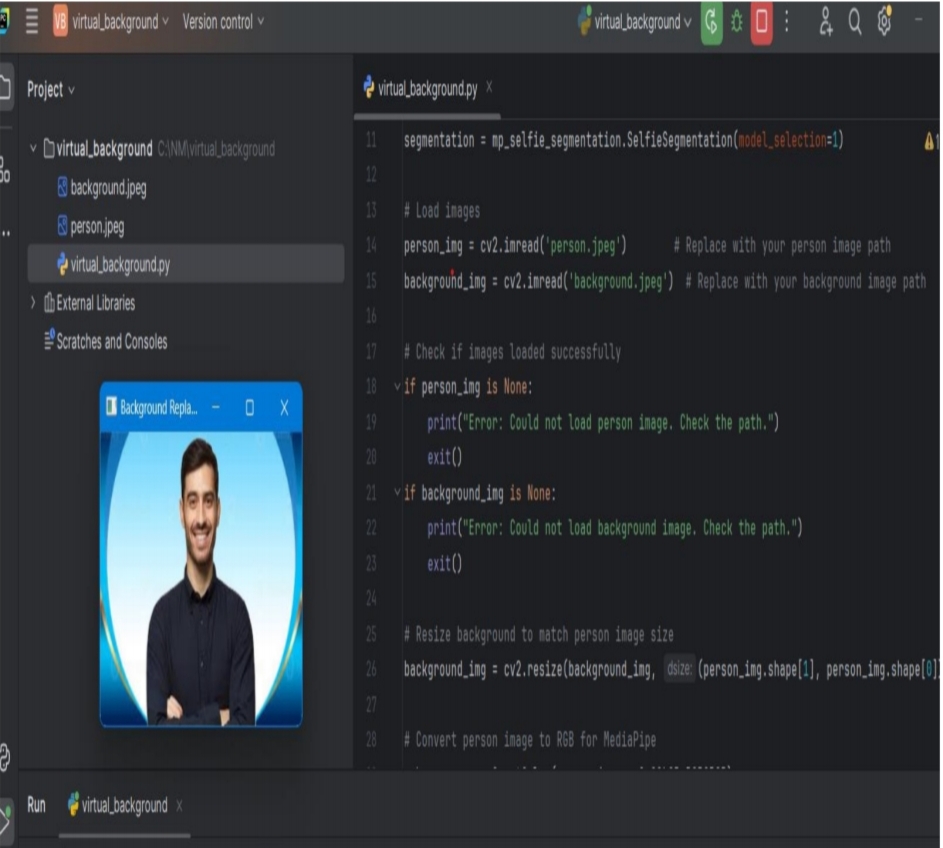 VB virtual_background Version control virtual_background
Project
virtual_background.py
virtual_background C:\NM\virtual_background
background.jpeg
person.jpeg
virtual_background.py
External Libraries
Scratches and Consoles
Background Repla...
11 segmentation = mp_selfie_segmentation.SelfieSegmentation(model_selection=1)
12
13 # Load images
14 person_img = cv2.imread('person.jpeg') # Replace with your person image path
15 background_img = cv2.imread('background.jpeg') # Replace with your background image path
16
17 # Check if images loaded successfully
18 if person_img is None:
19 print("Error: Could not load person image. Check the path.")
20 exit()
21 if background_img is None:
22 print("Error: Could not load background image. Check the path.")
23 exit()
24
25 # Resize background to match person image size
26 background_img = cv2.resize(background_img, dsize: (person_img.shape[1], person_img.shape[0])
27
28 # Convert person image to RGB for MediaPipe
Run virtual_background